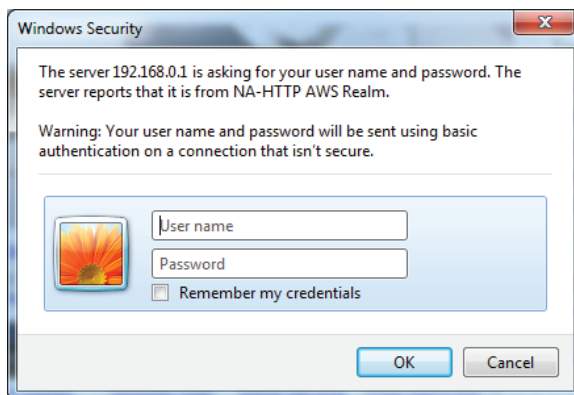 Windows Security
The server 192.168.0.1 is asking for your user name and password. The
server reports that it is from NA-HTTP AWS Realm.
Warning: Your user name and password will be sent using basic
authentication on a connection that isn't secure.
User name
Password
Remember my credentials
OK Cancel